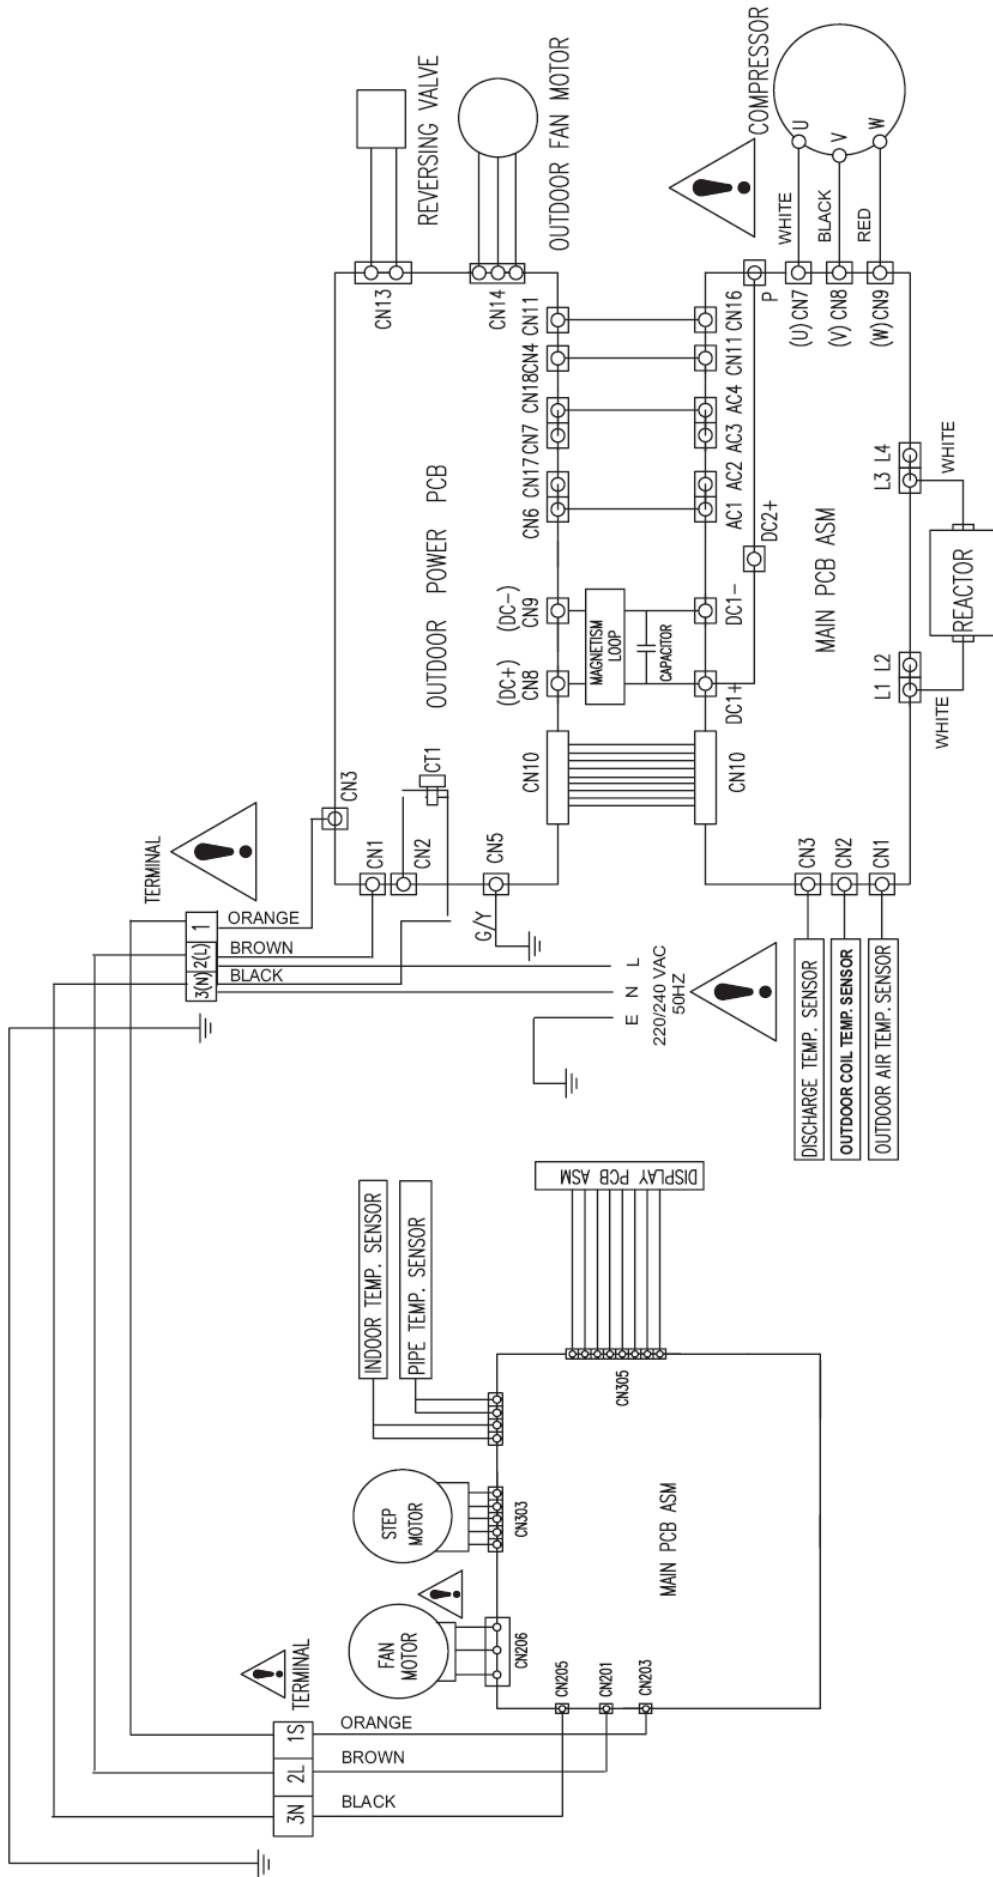 REVERSING VALVE
OUTDOOR FAN MOTOR
COMPRESSOR
U
V
W
WHITE
BLACK
RED
CN13
CN14
CN11
CN4
CN18
CN7
CN17
CN6
(DC-)
CN9
(DC+)
CN8
CN10
OUTDOOR POWER PCB
CT1
CN3
CN1
CN2
CN5
G/Y
MAGNETISM
LOOP
CAPACITOR
CN16
CN11
AC4
AC3
AC2
AC1
DC1-
DC1+
DC2+
P
CN10
(U)CN7
(V)CN8
(W)CN9
MAIN PCB ASM
L4
L3
L2
L1
WHITE
REACTOR
WHITE
CN3
CN2
CN1
DISCHARGE TEMP. SENSOR
OUTDOOR COIL TEMP. SENSOR
OUTDOOR AIR TEMP. SENSOR
TERMINAL
1
2(L)
3(N)
ORANGE
BROWN
BLACK
L
N
E
220/240 VAC
50HZ
INDOOR TEMP. SENSOR
PIPE TEMP. SENSOR
DISPLAY PCB ASM
CN305
STEP
MOTOR
CN303
FAN
MOTOR
CN206
MAIN PCB ASM
CN205
CN201
CN203
TERMINAL
1S
2L
3N
ORANGE
BROWN
BLACK